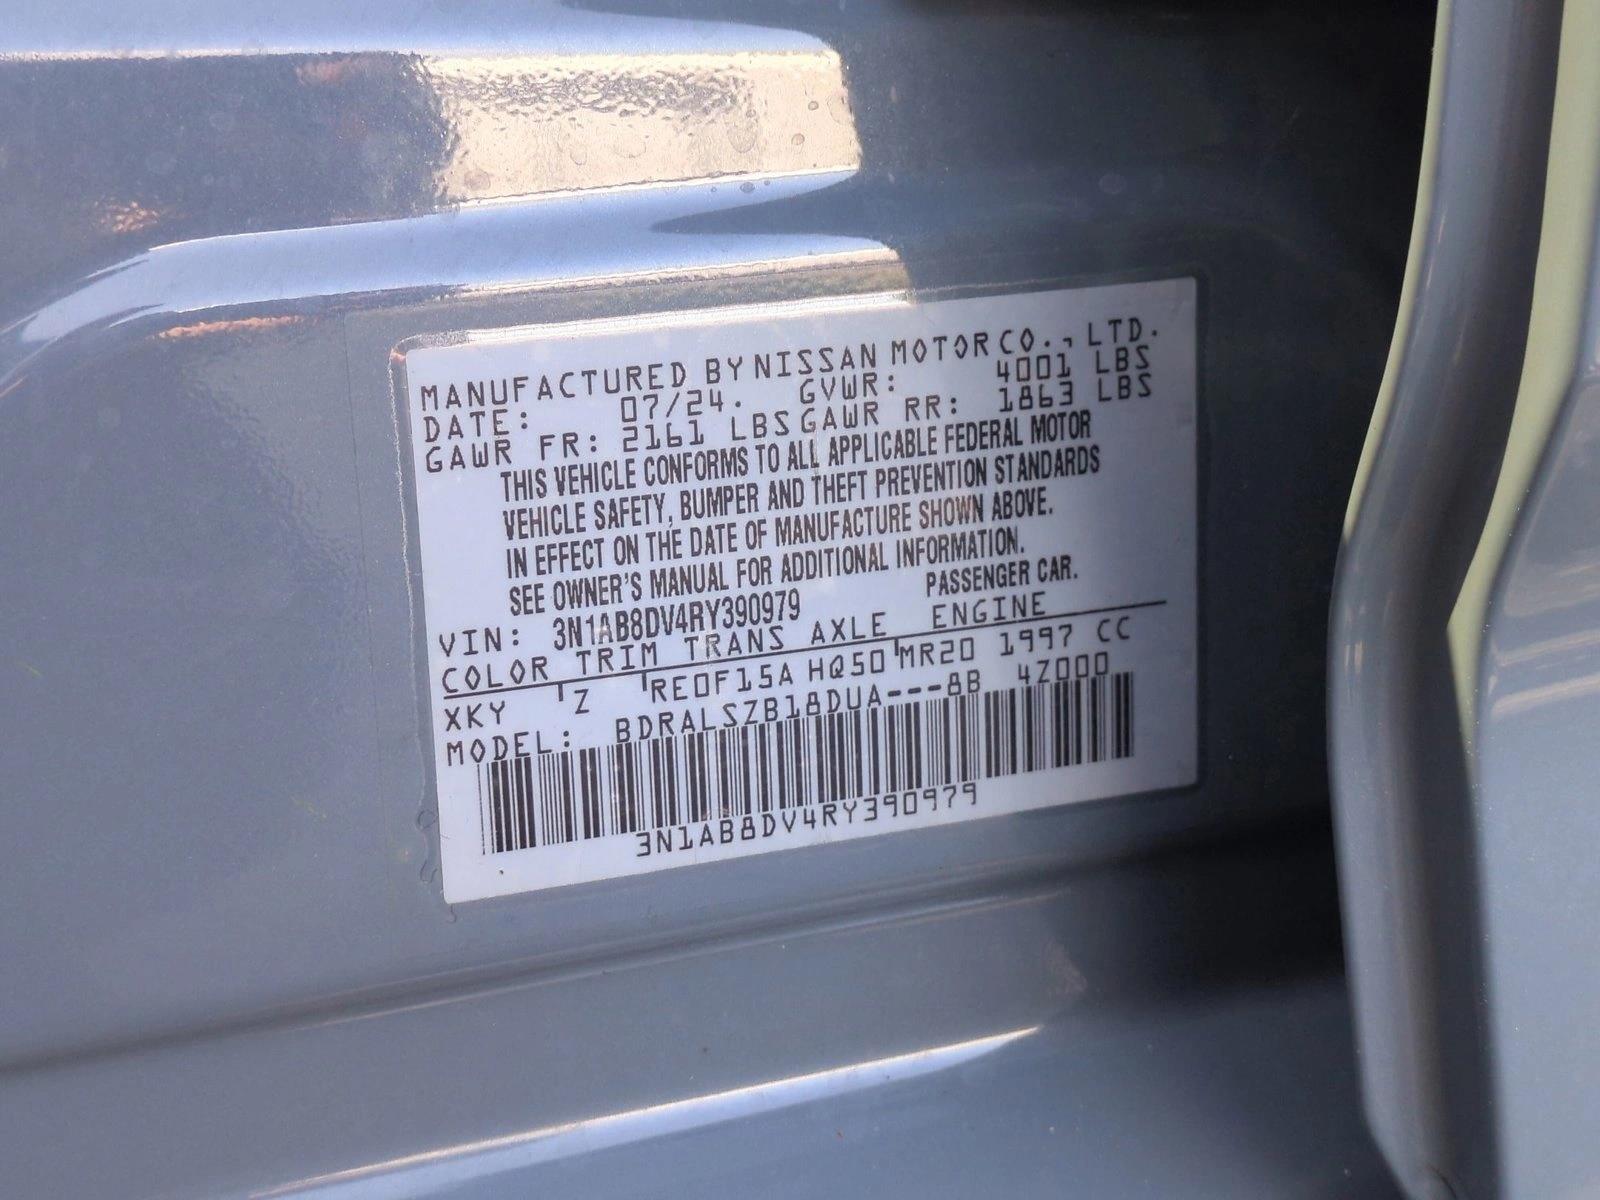 MANUFACTURED BY NISSAN MOTOR CO., LTD.
DATE: 07/24. GVWR: 4001 LBS
GAWR FR: 2161 LBS GAWR RR: 1863 LBS
THIS VEHICLE CONFORMS TO ALL APPLICABLE FEDERAL MOTOR
VEHICLE SAFETY, BUMPER AND THEFT PREVENTION STANDARDS
IN EFFECT ON THE DATE OF MANUFACTURE SHOWN ABOVE.
SEE OWNER'S MANUAL FOR ADDITIONAL INFORMATION.
VIN: 3N1AB8DV4RY390979 PASSENGER CAR.
COLOR TRIM TRANS AXLE ENGINE
XKY Z RE0F15A HQ50 MR20 1997 CC
MODEL: BDRALSZB18DUA---8B 4Z000
3N1AB8DV4RY390979